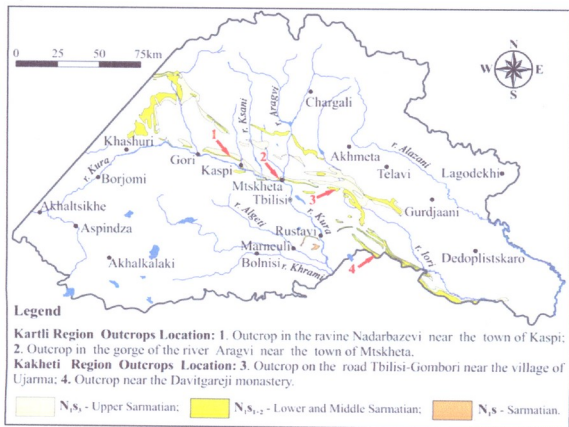 0 25 50 75km
N
W E
S
r. Ksani
r. Aragvi
Chargali
1
2
Khashuri
Gori
Kaspi
Akhmeta
r. Alazani
Telavi
Lagodekhi
r. Kura
Borjomi
Mtskheta
Tbilisi
3
Akhaltsikhe
Gurdjaani
r. Kura
Aspindza
r. Algeti
Rustavi
Marneuli
r. Iori
Akhalkalaki
Bolnisi
r. Khrami
4
Dedoplistskaro
Legend
Kartli Region Outcrops Location: 1. Outcrop in the ravine Nadarbazevi near the town of Kaspi;
2. Outcrop in the gorge of the river Aragvi near the town of Mtskheta.
Kakheti Region Outcrops Location: 3. Outcrop on the road Tbilisi-Gombori near the village of
Ujarma; 4. Outcrop near the Davitgareji monastery.
N₁s₃ - Upper Sarmatian; N₁s₁₋₂ - Lower and Middle Sarmatian; N₁s - Sarmatian.